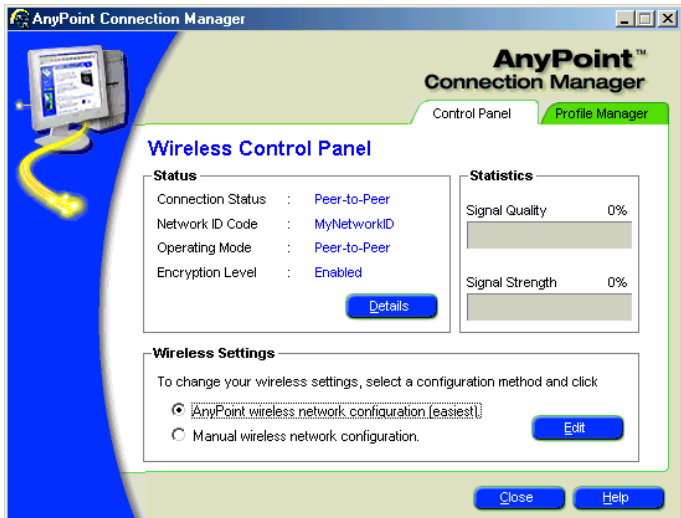 AnyPoint Connection Manager
AnyPoint™
Connection Manager
Control Panel
Profile Manager
Wireless Control Panel
Status
Connection Status : Peer-to-Peer
Network ID Code : MyNetworkID
Operating Mode : Peer-to-Peer
Encryption Level : Enabled
Details
Statistics
Signal Quality 0%
Signal Strength 0%
Wireless Settings
To change your wireless settings, select a configuration method and click
AnyPoint wireless network configuration (easiest).
Manual wireless network configuration.
Edit
Close
Help